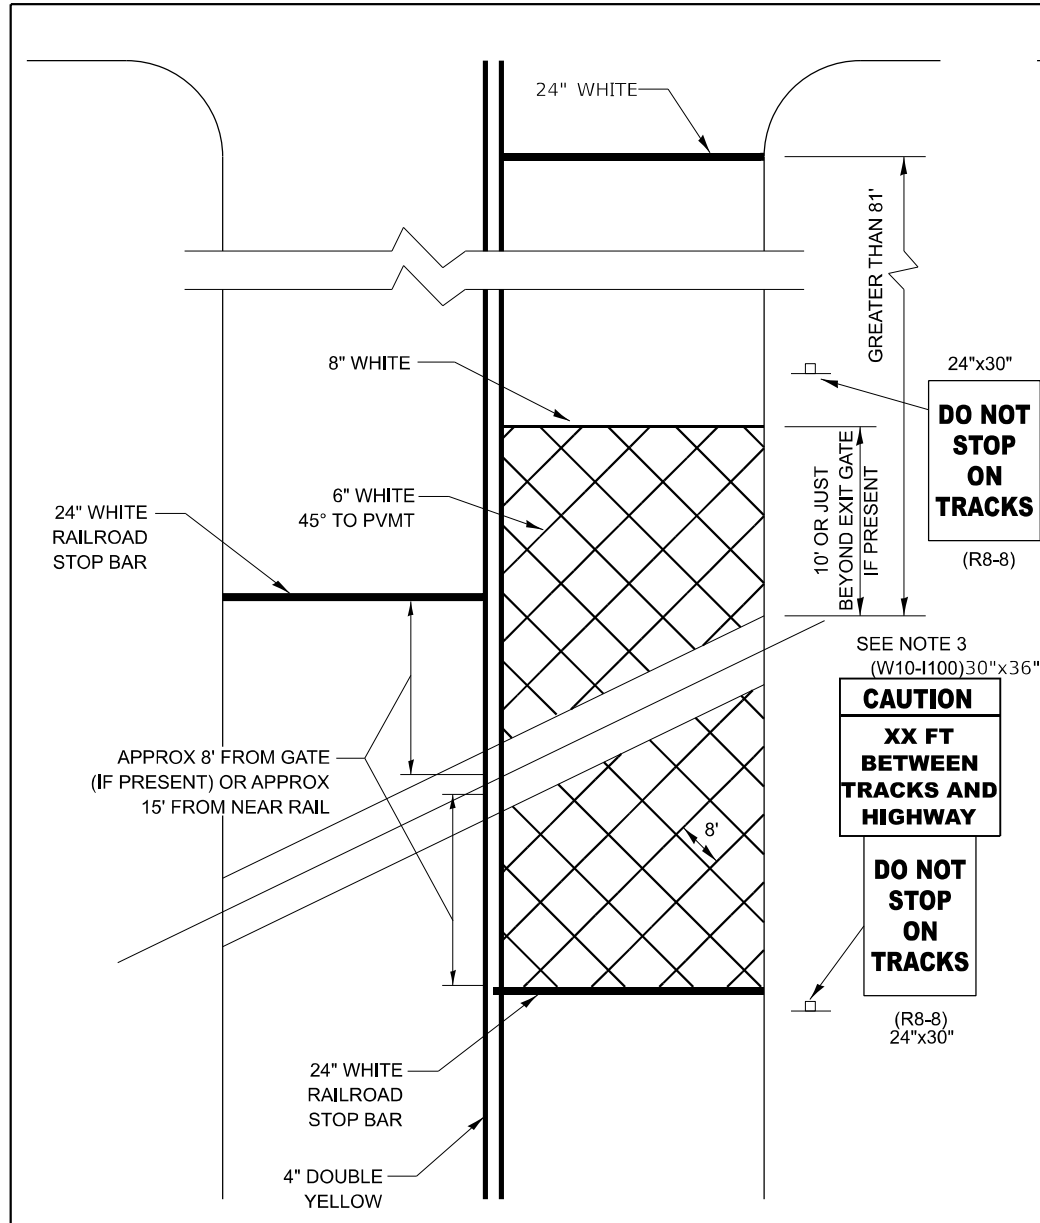 24" WHITE
GREATER THAN 81'
8" WHITE
24"x30"
DO NOT
STOP
ON
TRACKS
(R8-8)
6" WHITE
45° TO PVMT
10' OR JUST
BEYOND EXIT GATE
IF PRESENT
24" WHITE
RAILROAD
STOP BAR
SEE NOTE 3
(W10-I100)30"x36"
CAUTION
XX FT
BETWEEN
TRACKS AND
HIGHWAY
DO NOT
STOP
ON
TRACKS
(R8-8)
24"x30"
APPROX 8' FROM GATE
(IF PRESENT) OR APPROX
15' FROM NEAR RAIL
8'
24" WHITE
RAILROAD
STOP BAR
4" DOUBLE
YELLOW